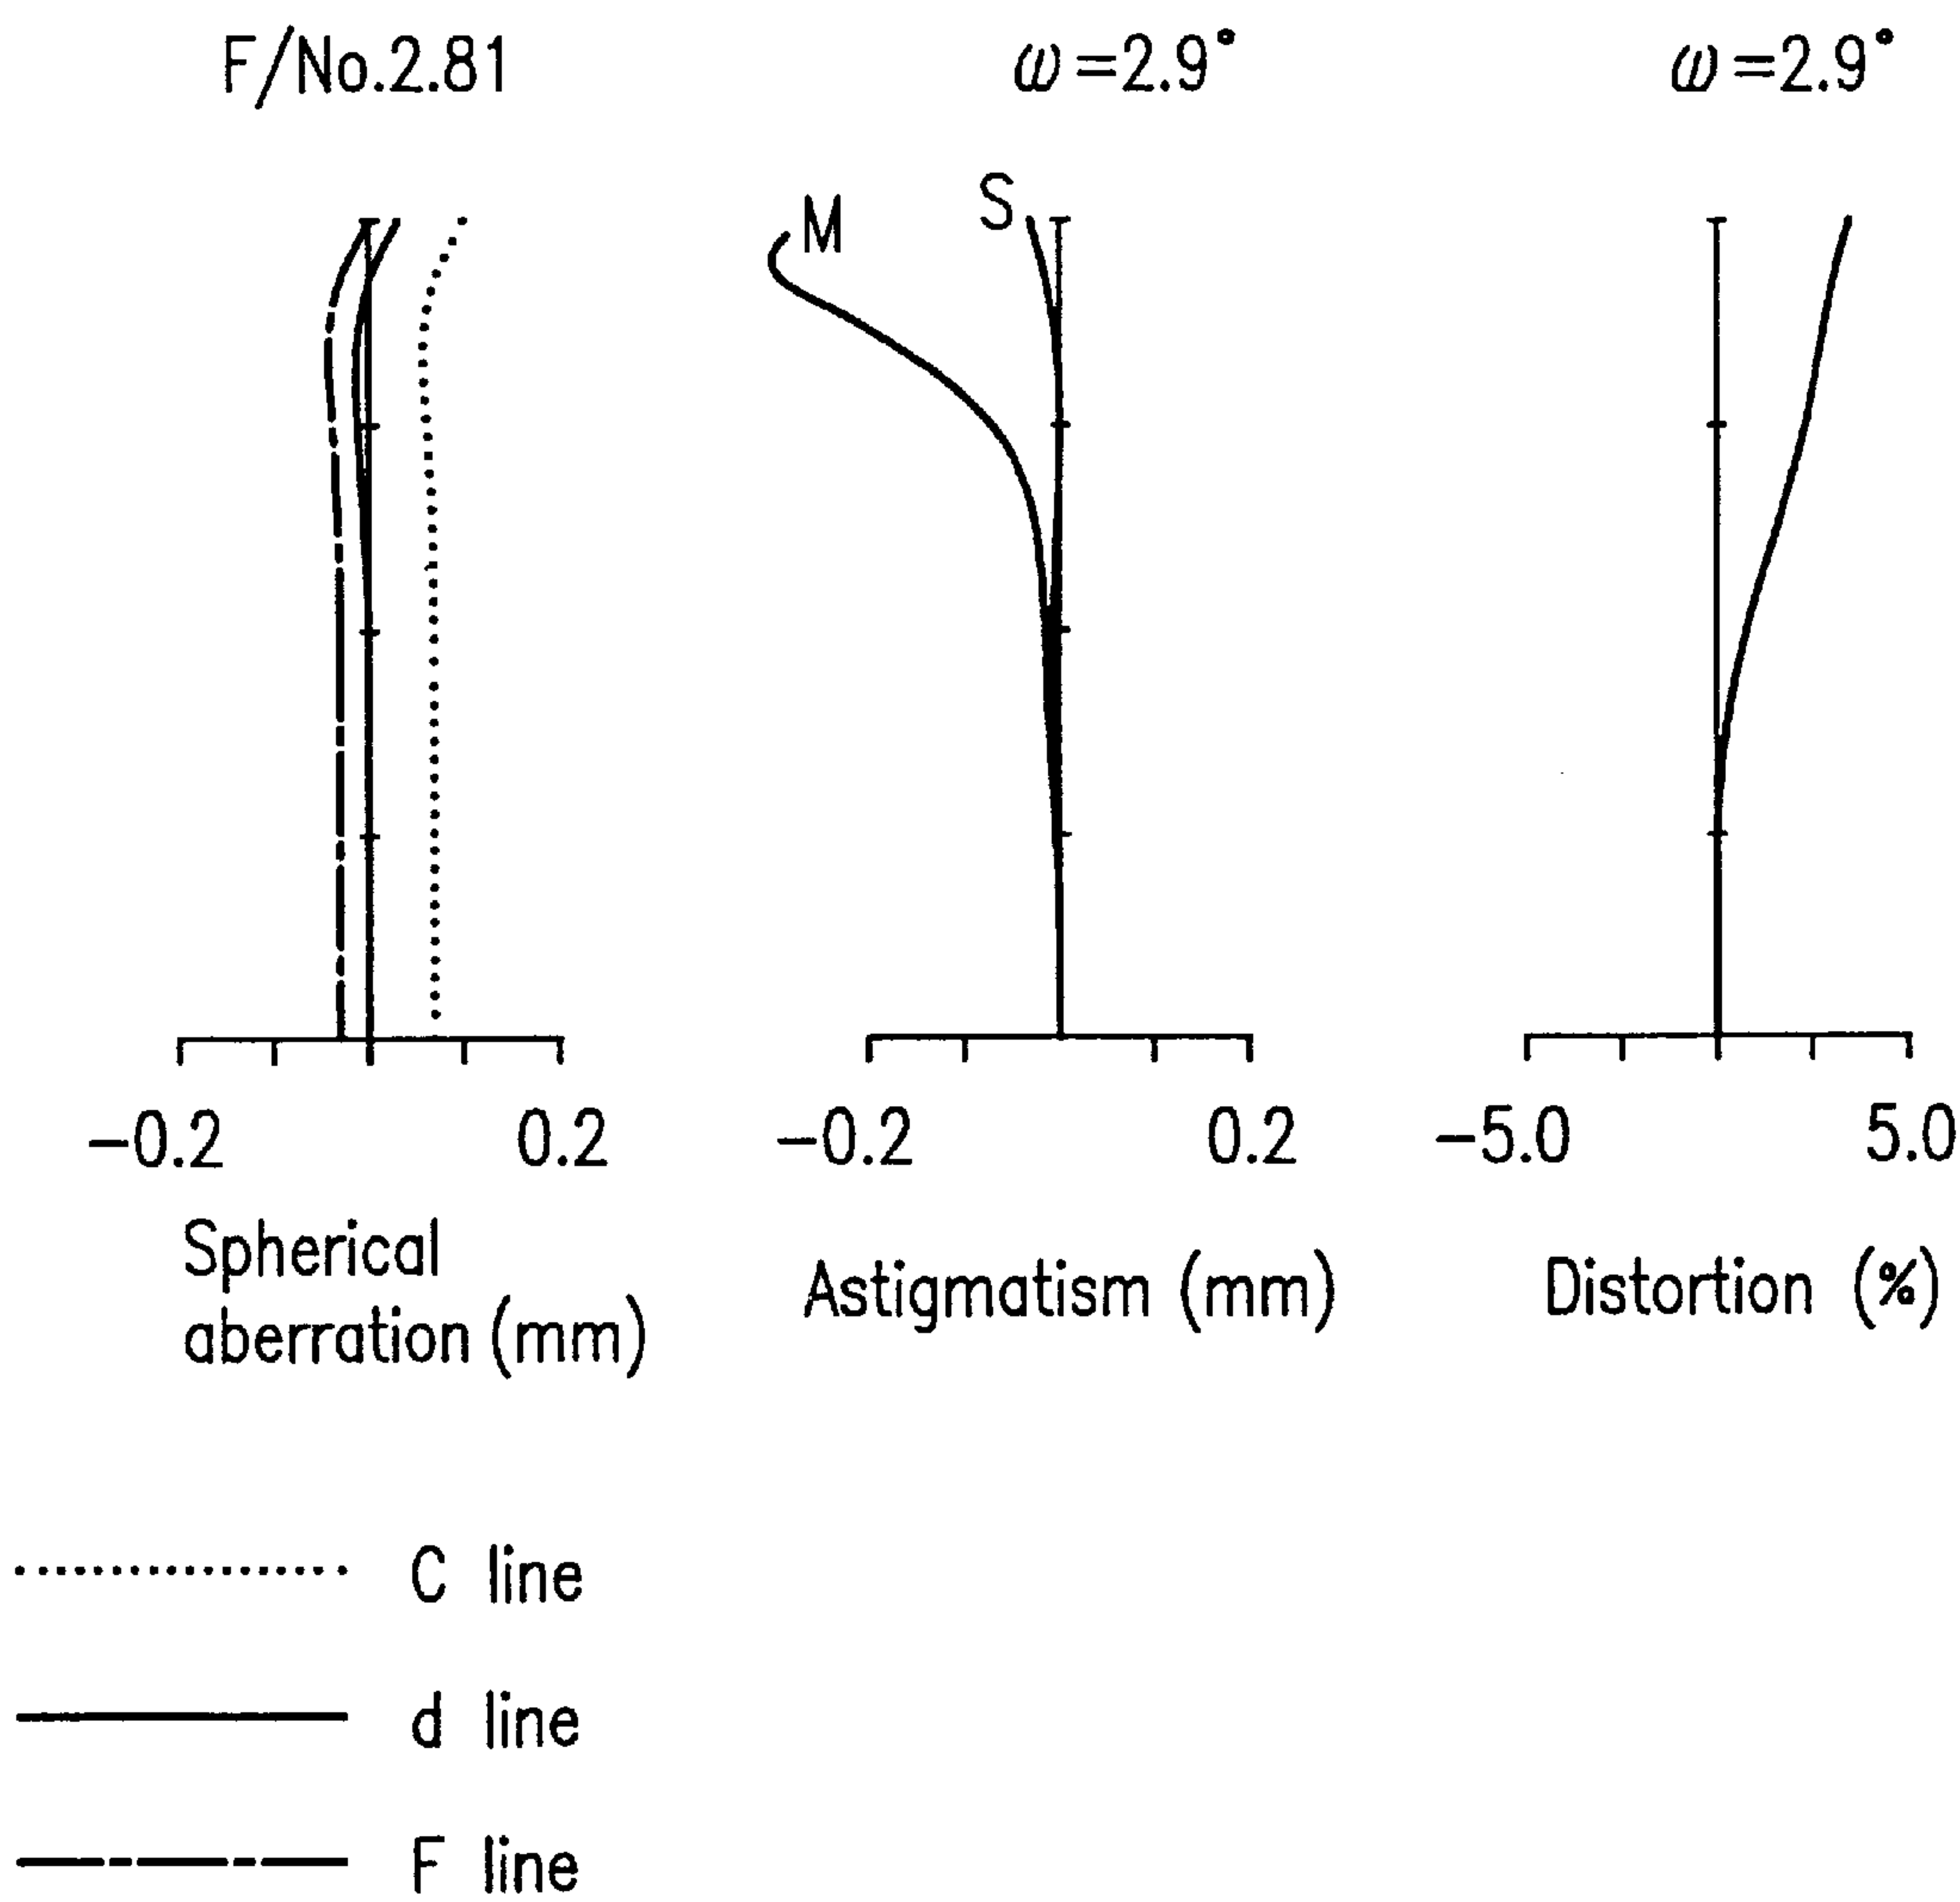 F/No.2.81
ω=2.9°
ω=2.9°
M
S
−0.2
0.2
−0.2
0.2
−5.0
5.0
Spherical
aberration (mm)
Astigmatism (mm)
Distortion (%)
C line
d line
F line